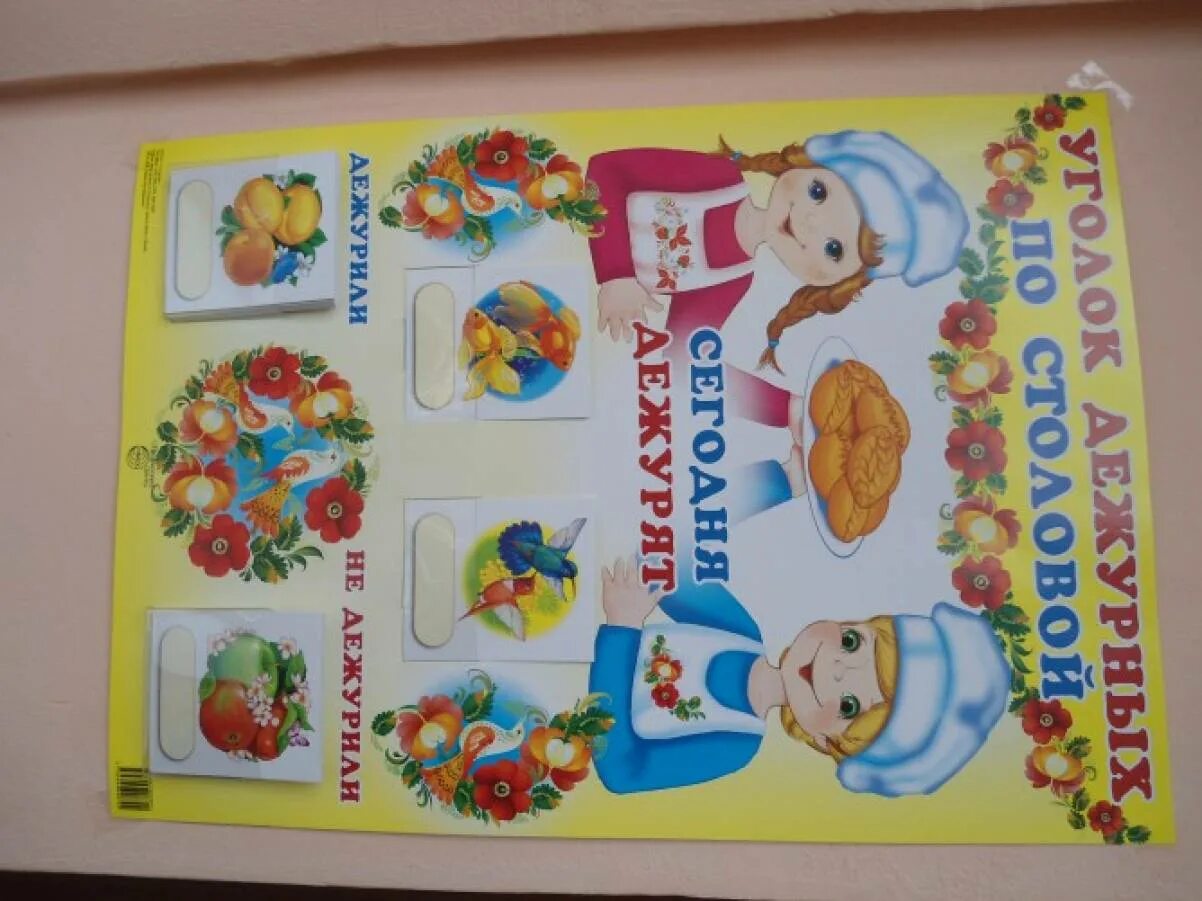 УГОЛОК ДЕЖУРНЫХ
ПО СТОЛОВОЙ
СЕГОДНЯ
ДЕЖУРЯТ
ДЕЖУРИЛИ
НЕ ДЕЖУРИЛИ